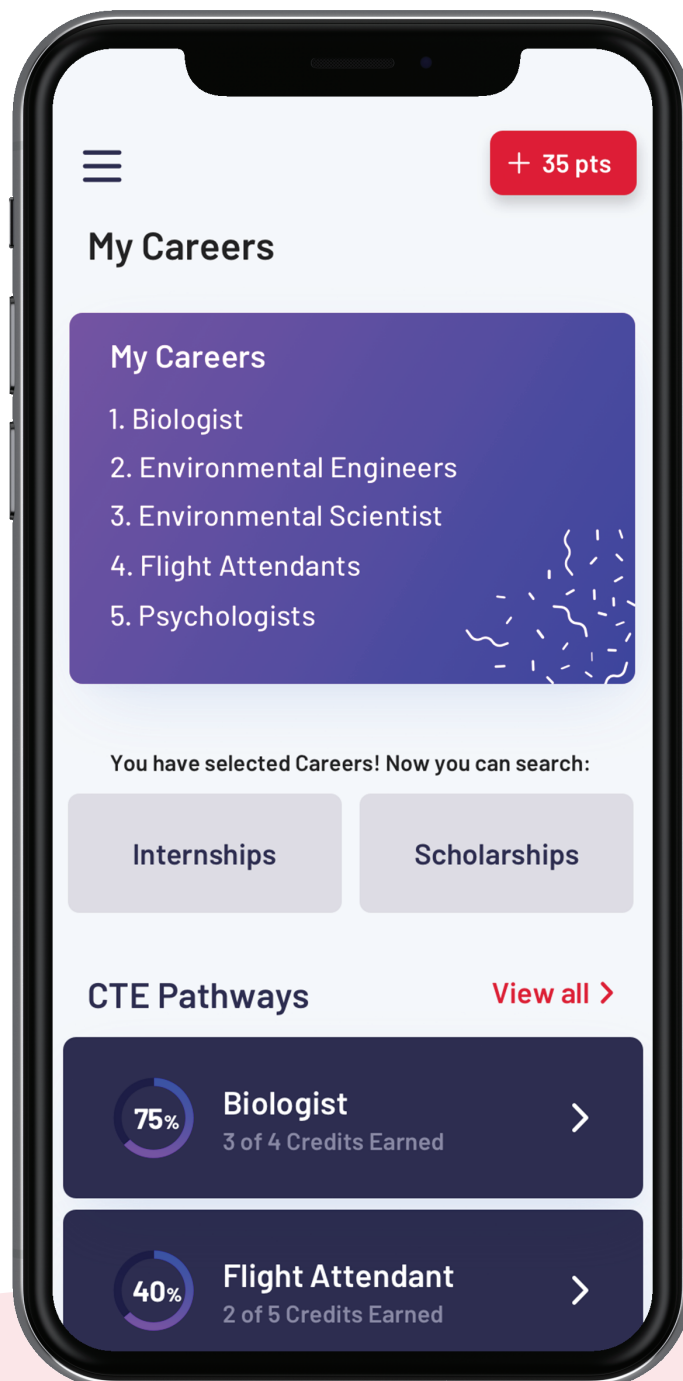 + 35 pts
My Careers
My Careers
1. Biologist
2. Environmental Engineers
3. Environmental Scientist
4. Flight Attendants
5. Psychologists
You have selected Careers! Now you can search:
Internships Scholarships
CTE Pathways View all >
75% Biologist
3 of 4 Credits Earned
40% Flight Attendant
2 of 5 Credits Earned